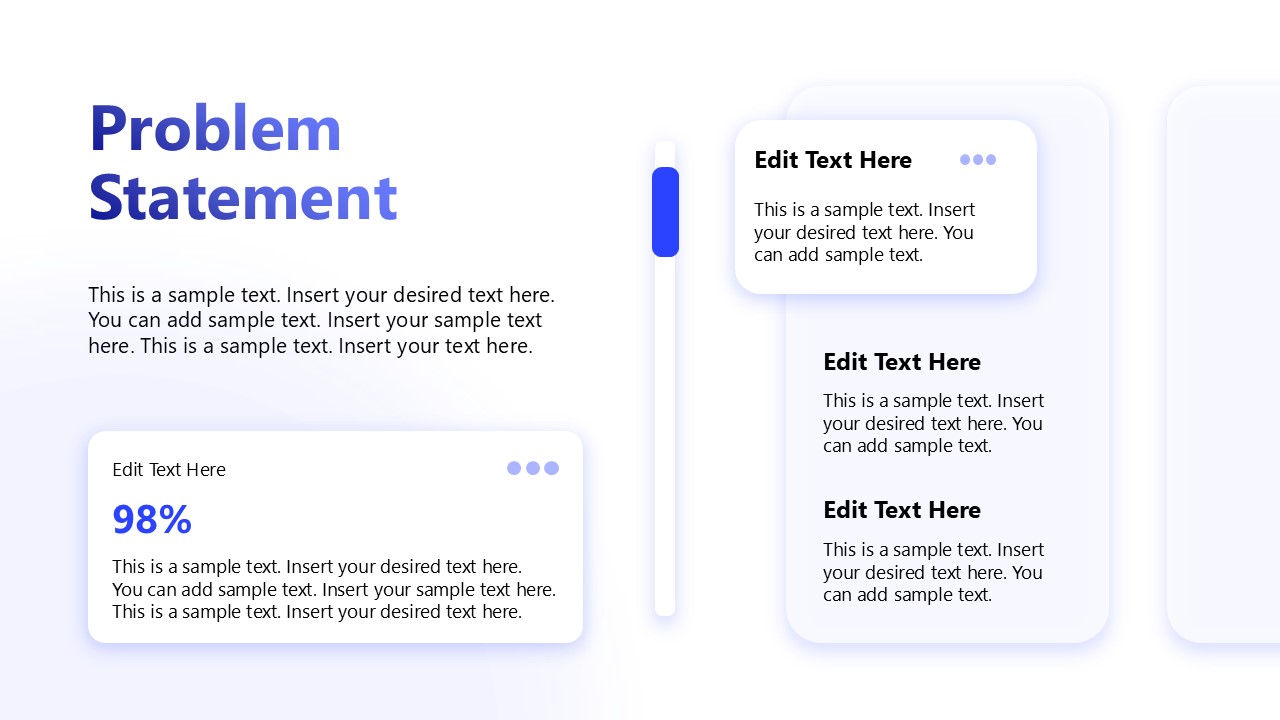 Problem
Statement
This is a sample text. Insert your desired text here.
You can add sample text. Insert your sample text
here. This is a sample text. Insert your text here.
Edit Text Here
98%
This is a sample text. Insert your desired text here.
You can add sample text. Insert your sample text here.
This is a sample text. Insert your desired text here.
Edit Text Here
This is a sample text. Insert
your desired text here. You
can add sample text.
Edit Text Here
This is a sample text. Insert
your desired text here. You
can add sample text.
Edit Text Here
This is a sample text. Insert
your desired text here. You
can add sample text.